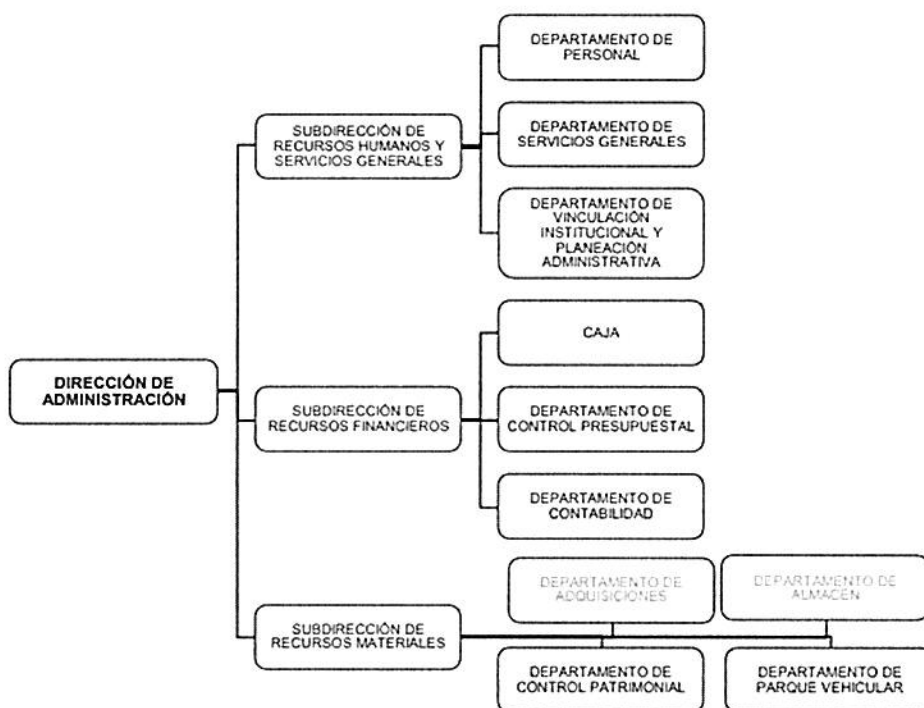 DEPARTAMENTO DE
PERSONAL
SUBDIRECCIÓN DE
RECURSOS HUMANOS Y
SERVICIOS GENERALES
DEPARTAMENTO DE
SERVICIOS GENERALES
DEPARTAMENTO DE
VINCULACIÓN
INSTITUCIONAL Y
PLANEACIÓN
ADMINISTRATIVA
CAJA
DIRECCIÓN DE
ADMINISTRACIÓN
SUBDIRECCIÓN DE
RECURSOS FINANCIEROS
DEPARTAMENTO DE
CONTROL PRESUPUESTAL
DEPARTAMENTO DE
CONTABILIDAD
DEPARTAMENTO DE
ADQUISICIONES
DEPARTAMENTO DE
ALMACÉN
SUBDIRECCIÓN DE
RECURSOS MATERIALES
DEPARTAMENTO DE
CONTROL PATRIMONIAL
DEPARTAMENTO DE
PARQUE VEHICULAR